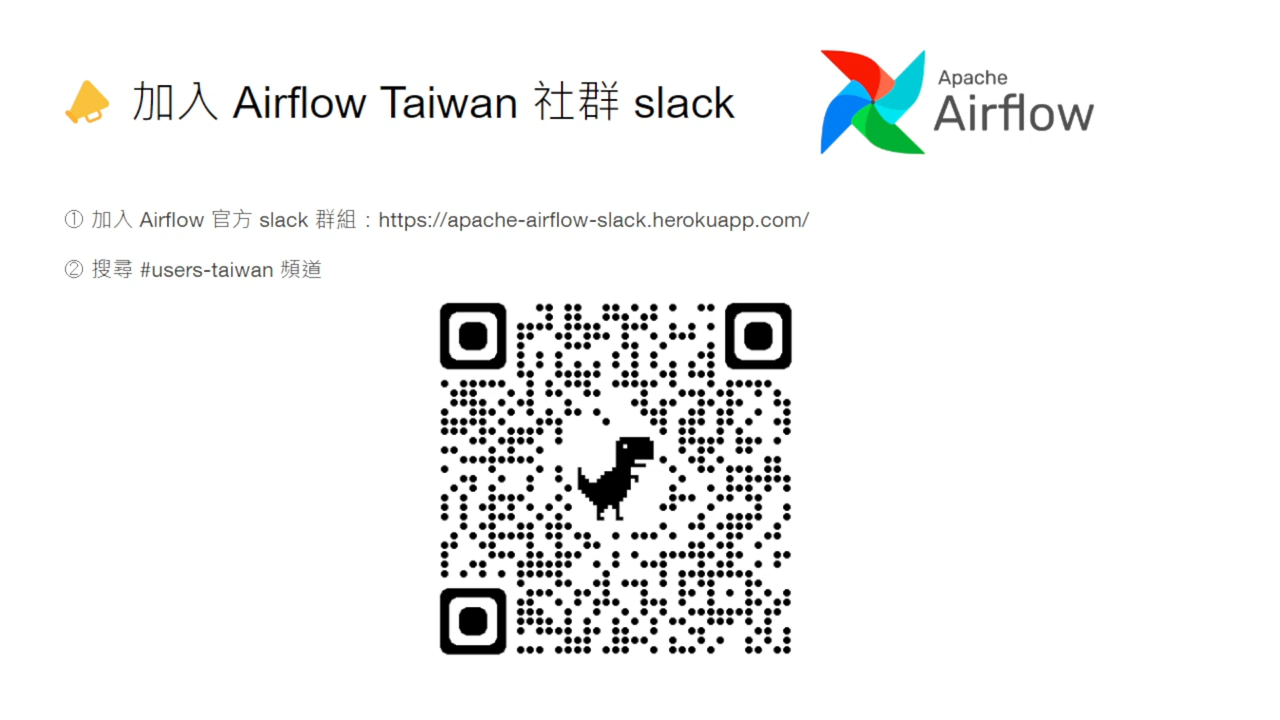 加入 Airflow Taiwan 社群 slack
Apache
Airflow
① 加入 Airflow 官方 slack 群組：https://apache-airflow-slack.herokuapp.com/
② 搜尋 #users-taiwan 頻道